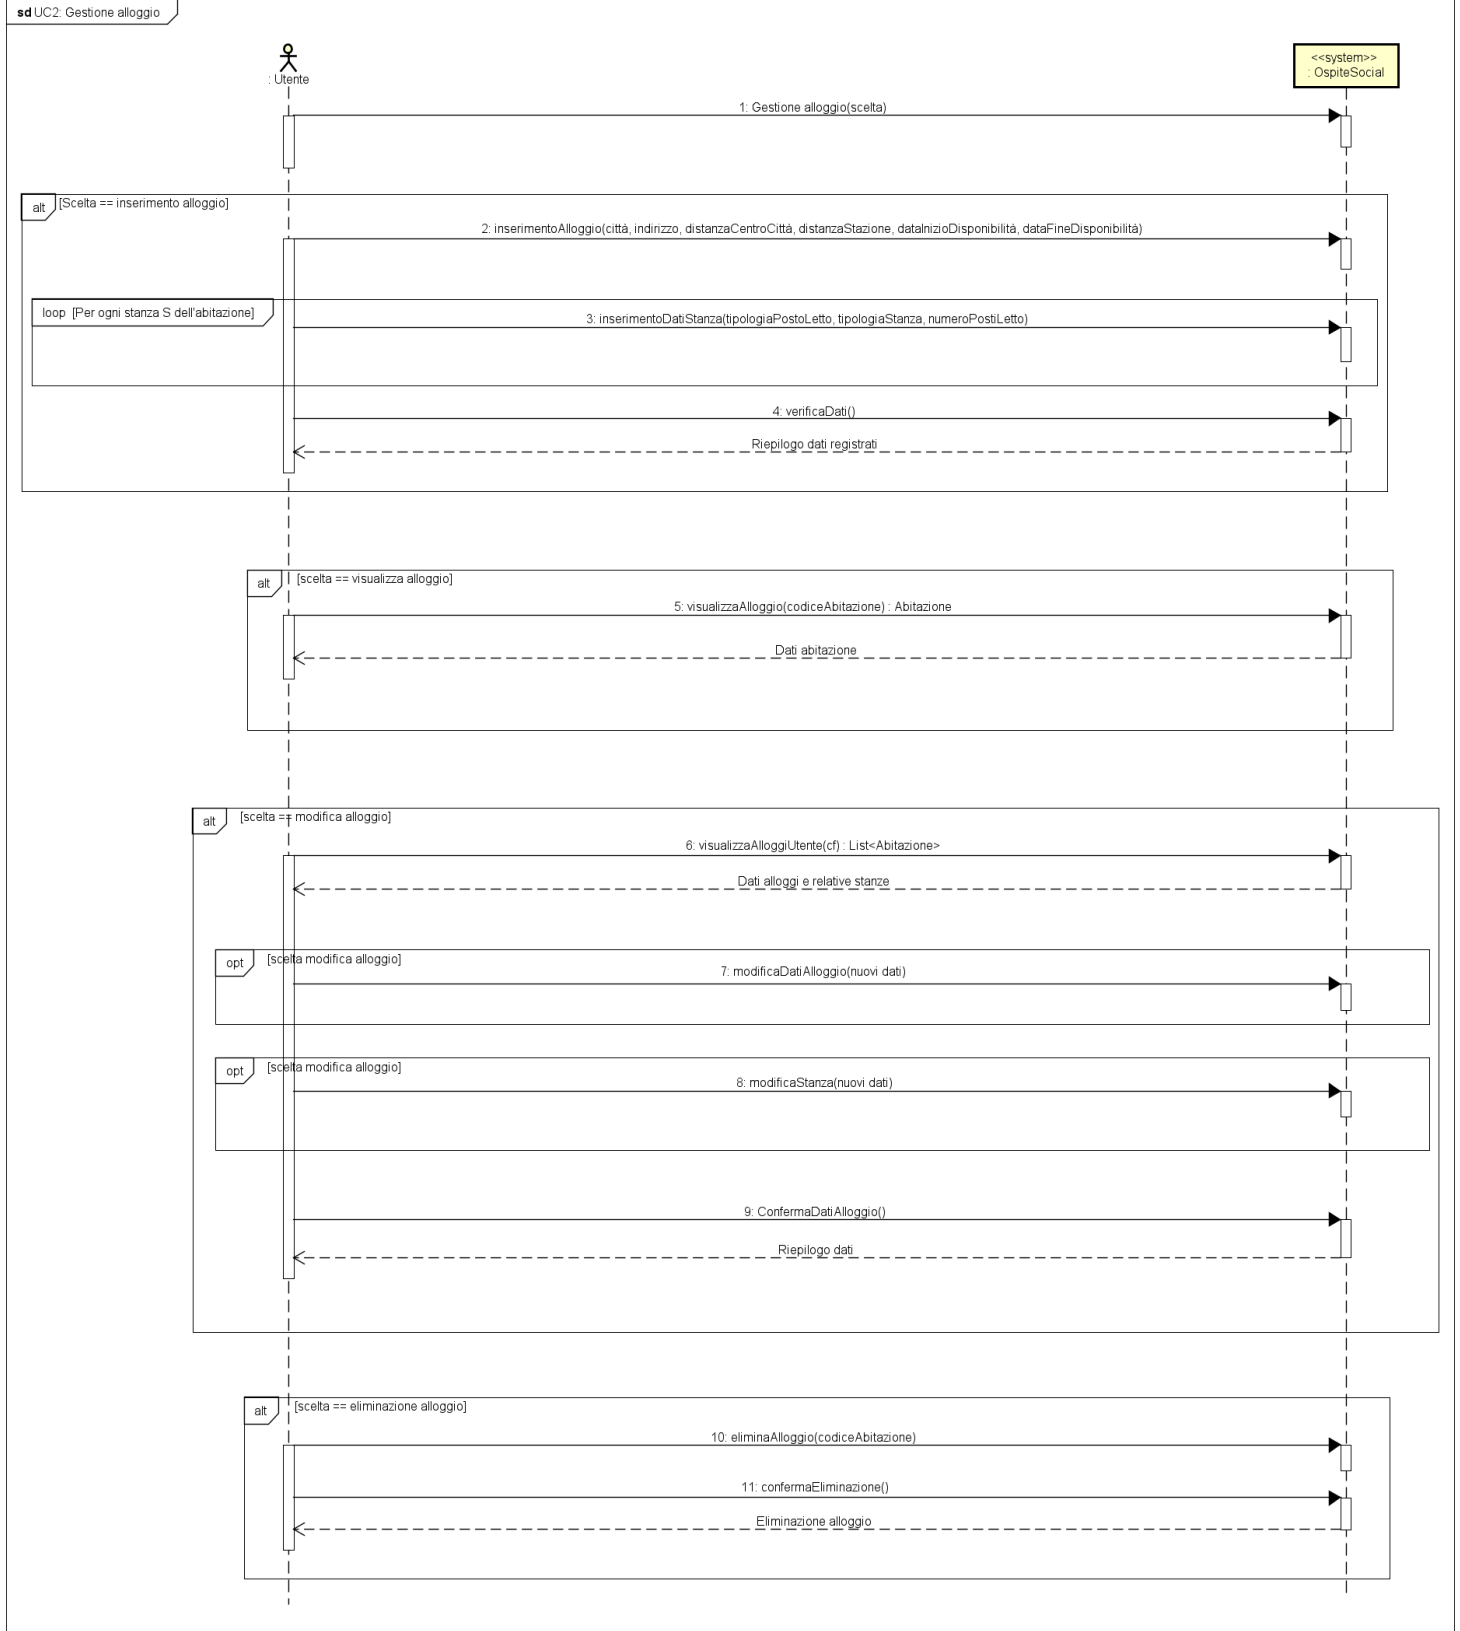 sd UC2: Gestione alloggio
: Utente
<<system>>
: OspiteSocial
1: Gestione alloggio(scelta)
alt [Scelta == inserimento alloggio]
2: inserimentoAlloggio(città, indirizzo, distanzaCentroCittà, distanzaStazione, dataInizioDisponibilità, dataFineDisponibilità)
loop [Per ogni stanza S dell'abitazione]
3: inserimentoDatiStanza(tipologiaPostoLetto, tipologiaStanza, numeroPostiLetto)
4: verificaDati()
Riepilogo dati registrati
alt [scelta == visualizza alloggio]
5: visualizzaAlloggio(codiceAbitazione) : Abitazione
Dati abitazione
alt [scelta == modifica alloggio]
6: visualizzaAlloggiUtente(cf) : List<Abitazione>
Dati alloggi e relative stanze
opt [scelta modifica alloggio]
7: modificaDatiAlloggio(nuovi dati)
opt [scelta modifica alloggio]
8: modificaStanza(nuovi dati)
9: ConfermaDatiAlloggio()
Riepilogo dati
alt [scelta == eliminazione alloggio]
10: eliminaAlloggio(codiceAbitazione)
11: confermaEliminazione()
Eliminazione alloggio